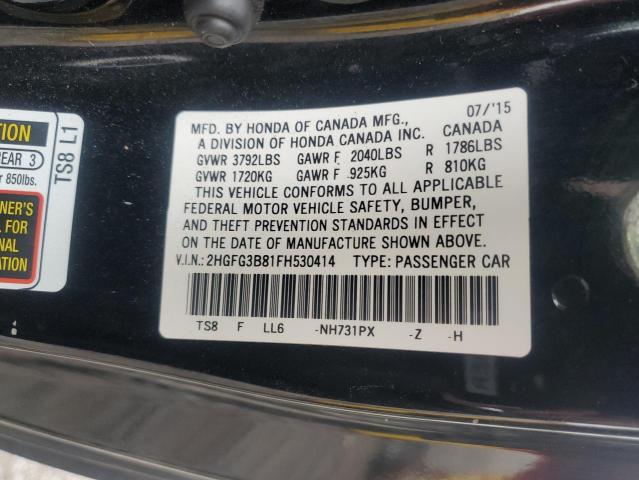 TION
REAR 3
r 850lbs.
NER'S
L FOR
NAL
ATION
TS8 L1
07/'15
MFD. BY HONDA OF CANADA MFG., CANADA
A DIVISION OF HONDA CANADA INC.
GVWR 3792LBS GAWR F 2040LBS R 1786LBS
GVWR 1720KG GAWR F 925KG R 810KG
THIS VEHICLE CONFORMS TO ALL APPLICABLE
FEDERAL MOTOR VEHICLE SAFETY, BUMPER,
AND THEFT PREVENTION STANDARDS IN EFFECT
ON THE DATE OF MANUFACTURE SHOWN ABOVE.
V.I.N.: 2HGFG3B81FH530414 TYPE: PASSENGER CAR
TS8 F LL6 -NH731PX -Z -H